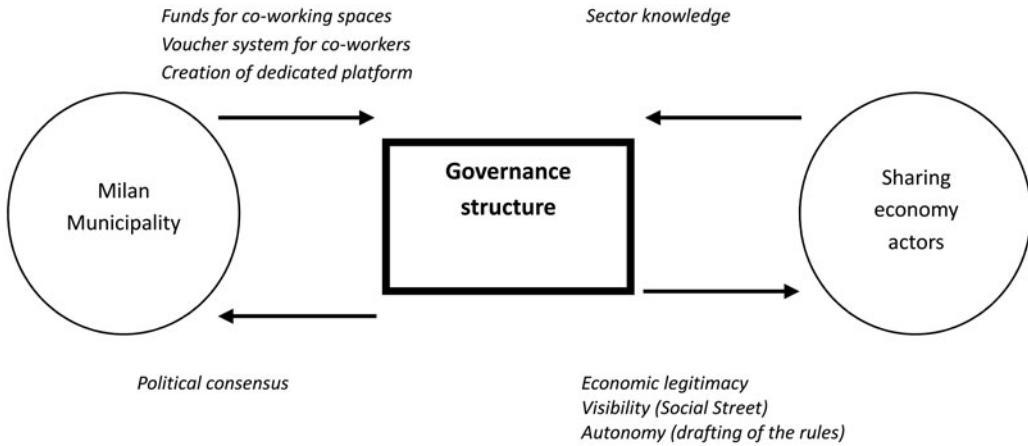 Funds for co-working spaces
Voucher system for co-workers
Creation of dedicated platform
Sector knowledge
Milan
Municipality
Governance
structure
Sharing
economy
actors
Political consensus
Economic legitimacy
Visibility (Social Street)
Autonomy (drafting of the rules)